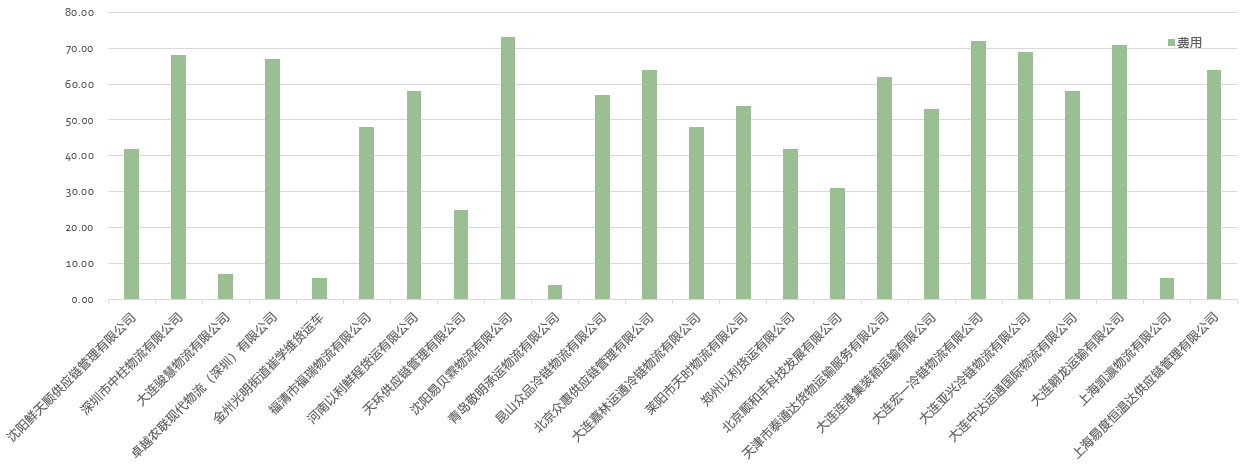 80.00
70.00
60.00
50.00
40.00
30.00
20.00
10.00
0.00
费用
沈阳鲜天顺供应链管理有限公司
深圳市中柱物流有限公司
大连骏慧物流有限公司
卓越农联现代物流（深圳）有限公司
金州光明街道崔学维货运车
福清市福瑞物流有限公司
河南以利鲜程货运有限公司
天环供应链管理有限公司
沈阳易贝霖物流有限公司
青岛敬明承运物流有限公司
昆山众品冷链物流有限公司
北京众惠供应链管理有限公司
大连嘉林运通冷链物流有限公司
莱阳市天时物流有限公司
郑州以利货运有限公司
北京顺和丰科技发展有限公司
天津市泰通达货物运输服务有限公司
大连连港集装箱运输有限公司
大连宏一冷链物流有限公司
大连亚兴冷链物流有限公司
大连中达运通国际物流有限公司
大连翱龙运输有限公司
上海凯瀛物流有限公司
上海易度恒温达供应链管理有限公司